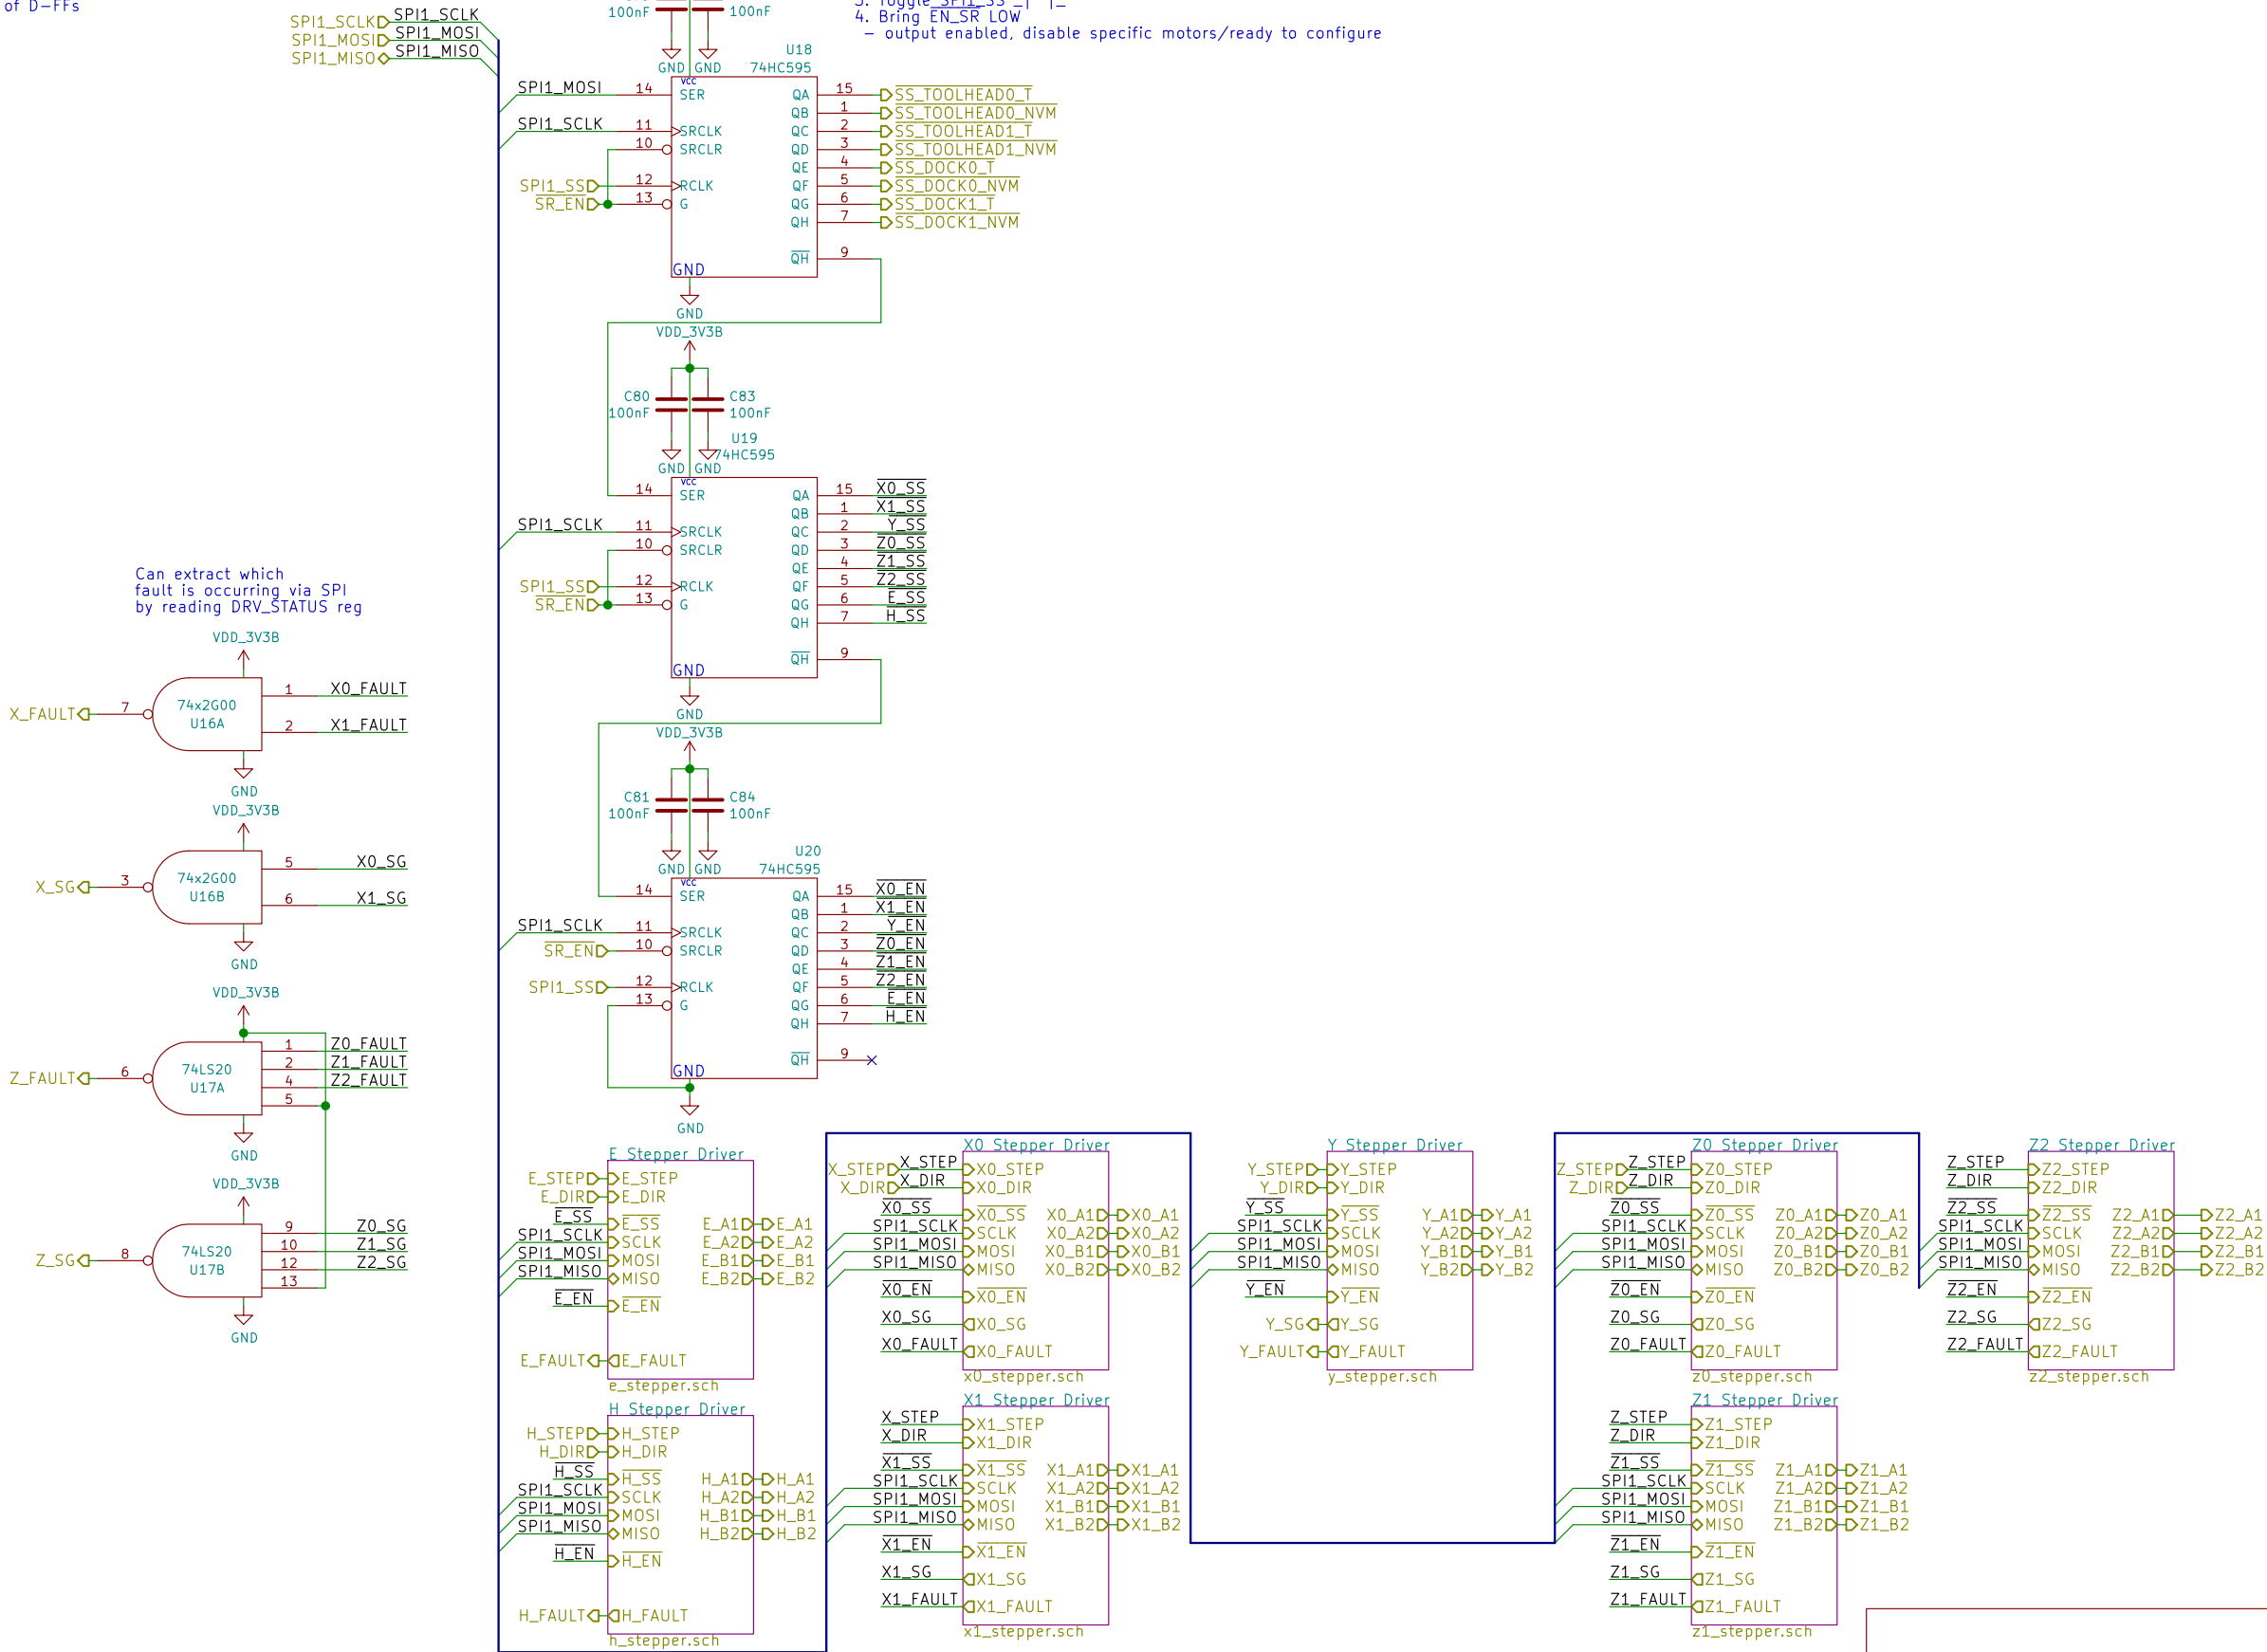 of D-FFs
SPI1_SCLK
SPI1_MOSI
SPI1_MISO
SPI1_SCLK
SPI1_MOSI
SPI1_MISO
100nF
100nF
GND
GND
3. Toggle SPI1_SS _| |_
4. Bring EN_SR LOW
- output enabled, disable specific motors/ready to configure
U18
74HC595
VCC
SPI1_MOSI
14
SER
SPI1_SCLK
11
SRCLK
10
SRCLR
SPI1_SS
12
RCLK
SR_EN
13
G
GND
QA
15
SS_TOOLHEAD0_T
QB
1
SS_TOOLHEAD0_NVM
QC
2
SS_TOOLHEAD1_T
QD
3
SS_TOOLHEAD1_NVM
QE
4
SS_DOCK0_T
QF
5
SS_DOCK0_NVM
QG
6
SS_DOCK1_T
QH
7
SS_DOCK1_NVM
QH
9
GND
VDD_3V3B
C80
100nF
C83
100nF
GND
GND
U19
74HC595
VCC
14
SER
SPI1_SCLK
11
SRCLK
10
SRCLR
SPI1_SS
12
RCLK
SR_EN
13
G
GND
QA
15
X0_SS
QB
1
X1_SS
QC
2
Y_SS
QD
3
Z0_SS
QE
4
Z1_SS
QF
5
Z2_SS
QG
6
E_SS
QH
7
H_SS
QH
9
GND
VDD_3V3B
C81
100nF
C84
100nF
GND
GND
U20
74HC595
VCC
14
SER
SPI1_SCLK
11
SRCLK
SR_EN
10
SRCLR
SPI1_SS
12
RCLK
13
G
GND
QA
15
X0_EN
QB
1
X1_EN
QC
2
Y_EN
QD
3
Z0_EN
QE
4
Z1_EN
QF
5
Z2_EN
QG
6
E_EN
QH
7
H_EN
QH
9
GND
Can extract which
fault is occurring via SPI
by reading DRV_STATUS reg
VDD_3V3B
X_FAULT
7
74x2G00
U16A
1
X0_FAULT
2
X1_FAULT
GND
VDD_3V3B
X_SG
3
74x2G00
U16B
5
X0_SG
6
X1_SG
GND
VDD_3V3B
Z_FAULT
6
74LS20
U17A
1
Z0_FAULT
2
Z1_FAULT
4
Z2_FAULT
5
GND
VDD_3V3B
Z_SG
8
74LS20
U17B
9
Z0_SG
10
Z1_SG
12
Z2_SG
13
GND
E Stepper Driver
E_STEP
E_STEP
E_DIR
E_DIR
E_SS
E_SS
SPI1_SCLK
SCLK
SPI1_MOSI
MOSI
SPI1_MISO
MISO
E_EN
E_EN
E_FAULT
E_FAULT
E_A1
E_A1
E_A2
E_A2
E_B1
E_B1
E_B2
E_B2
e_stepper.sch
H Stepper Driver
H_STEP
H_STEP
H_DIR
H_DIR
H_SS
H_SS
SPI1_SCLK
SCLK
SPI1_MOSI
MOSI
SPI1_MISO
MISO
H_EN
H_EN
H_FAULT
H_FAULT
H_A1
H_A1
H_A2
H_A2
H_B1
H_B1
H_B2
H_B2
h_stepper.sch
X0 Stepper Driver
X_STEP
X_STEP
X0_STEP
X_DIR
X_DIR
X0_DIR
X0_SS
X0_SS
SPI1_SCLK
SCLK
SPI1_MOSI
MOSI
SPI1_MISO
MISO
X0_EN
X0_EN
X0_SG
X0_SG
X0_FAULT
X0_FAULT
X0_A1
X0_A1
X0_A2
X0_A2
X0_B1
X0_B1
X0_B2
X0_B2
x0_stepper.sch
X1 Stepper Driver
X_STEP
X1_STEP
X_DIR
X1_DIR
X1_SS
X1_SS
SPI1_SCLK
SCLK
SPI1_MOSI
MOSI
SPI1_MISO
MISO
X1_EN
X1_EN
X1_SG
X1_SG
X1_FAULT
X1_FAULT
X1_A1
X1_A1
X1_A2
X1_A2
X1_B1
X1_B1
X1_B2
X1_B2
x1_stepper.sch
Y Stepper Driver
Y_STEP
Y_STEP
Y_DIR
Y_DIR
Y_SS
Y_SS
SPI1_SCLK
SCLK
SPI1_MOSI
MOSI
SPI1_MISO
MISO
Y_EN
Y_EN
Y_SG
Y_SG
Y_FAULT
Y_FAULT
Y_A1
Y_A1
Y_A2
Y_A2
Y_B1
Y_B1
Y_B2
Y_B2
y_stepper.sch
Z0 Stepper Driver
Z_STEP
Z_STEP
Z0_STEP
Z_DIR
Z_DIR
Z0_DIR
Z0_SS
Z0_SS
SPI1_SCLK
SCLK
SPI1_MOSI
MOSI
SPI1_MISO
MISO
Z0_EN
Z0_EN
Z0_SG
Z0_SG
Z0_FAULT
Z0_FAULT
Z0_A1
Z0_A1
Z0_A2
Z0_A2
Z0_B1
Z0_B1
Z0_B2
Z0_B2
z0_stepper.sch
Z1 Stepper Driver
Z_STEP
Z1_STEP
Z_DIR
Z1_DIR
Z1_SS
Z1_SS
SPI1_SCLK
SCLK
SPI1_MOSI
MOSI
SPI1_MISO
MISO
Z1_EN
Z1_EN
Z1_SG
Z1_SG
Z1_FAULT
Z1_FAULT
Z1_A1
Z1_A1
Z1_A2
Z1_A2
Z1_B1
Z1_B1
Z1_B2
Z1_B2
z1_stepper.sch
Z2 Stepper Driver
Z_STEP
Z2_STEP
Z_DIR
Z2_DIR
Z2_SS
Z2_SS
SPI1_SCLK
SCLK
SPI1_MOSI
MOSI
SPI1_MISO
MISO
Z2_EN
Z2_EN
Z2_SG
Z2_SG
Z2_FAULT
Z2_FAULT
Z2_A1
Z2_A1
Z2_A2
Z2_A2
Z2_B1
Z2_B1
Z2_B2
Z2_B2
z2_stepper.sch